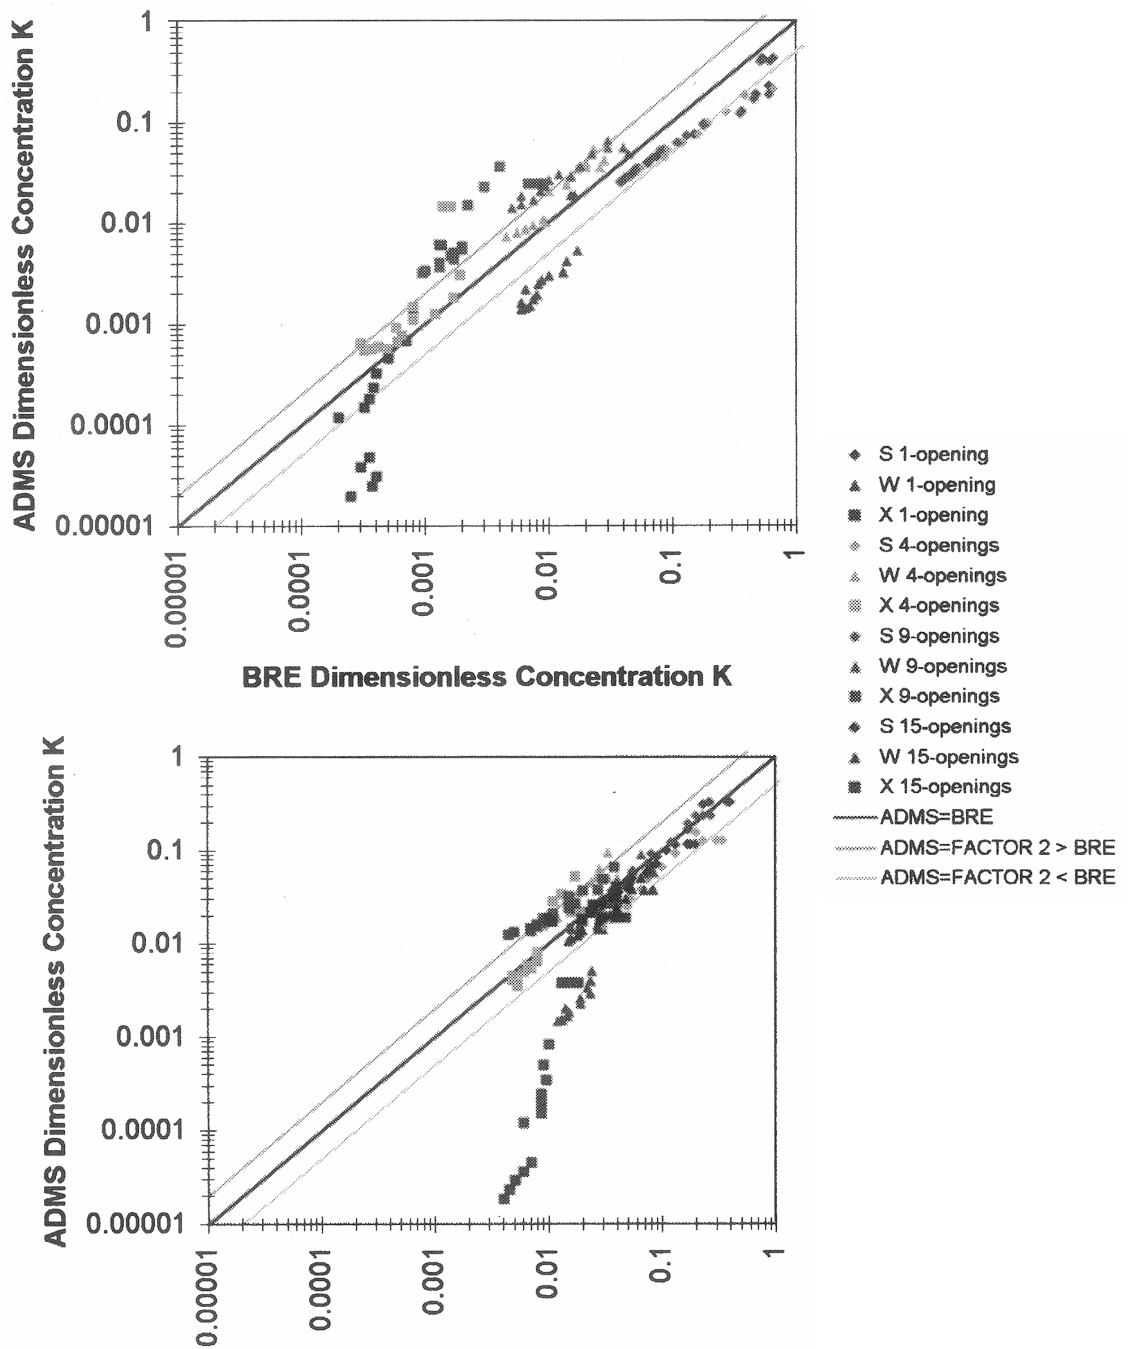 ADMS Dimensionless Concentration K
1
0.1
0.01
0.001
0.0001
0.00001
0.00001
0.0001
0.001
0.01
0.1
1
BRE Dimensionless Concentration K
S 1-opening
W 1-opening
X 1-opening
S 4-openings
W 4-openings
X 4-openings
S 9-openings
W 9-openings
X 9-openings
S 15-openings
W 15-openings
X 15-openings
ADMS=BRE
ADMS=FACTOR 2 > BRE
ADMS=FACTOR 2 < BRE
ADMS Dimensionless Concentration K
1
0.1
0.01
0.001
0.0001
0.00001
0.00001
0.0001
0.001
0.01
0.1
1